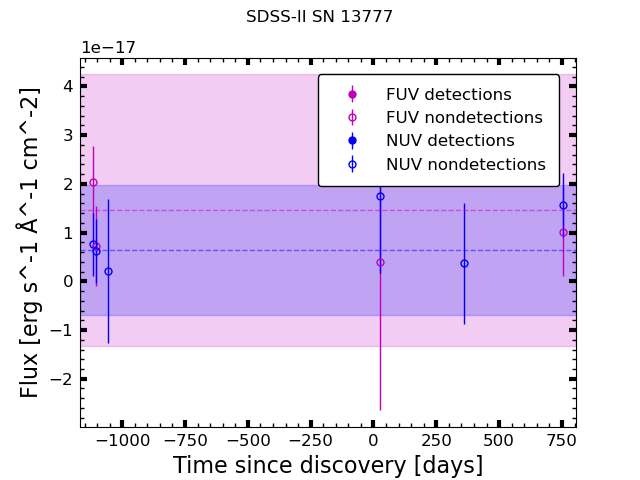 SDSS-II SN 13777
1e−17
FUV detections
FUV nondetections
NUV detections
NUV nondetections
4
3
2
1
0
−1
−2
Flux [erg s^-1 Å^-1 cm^-2]
−1000 −750 −500 −250 0 250 500 750
Time since discovery [days]